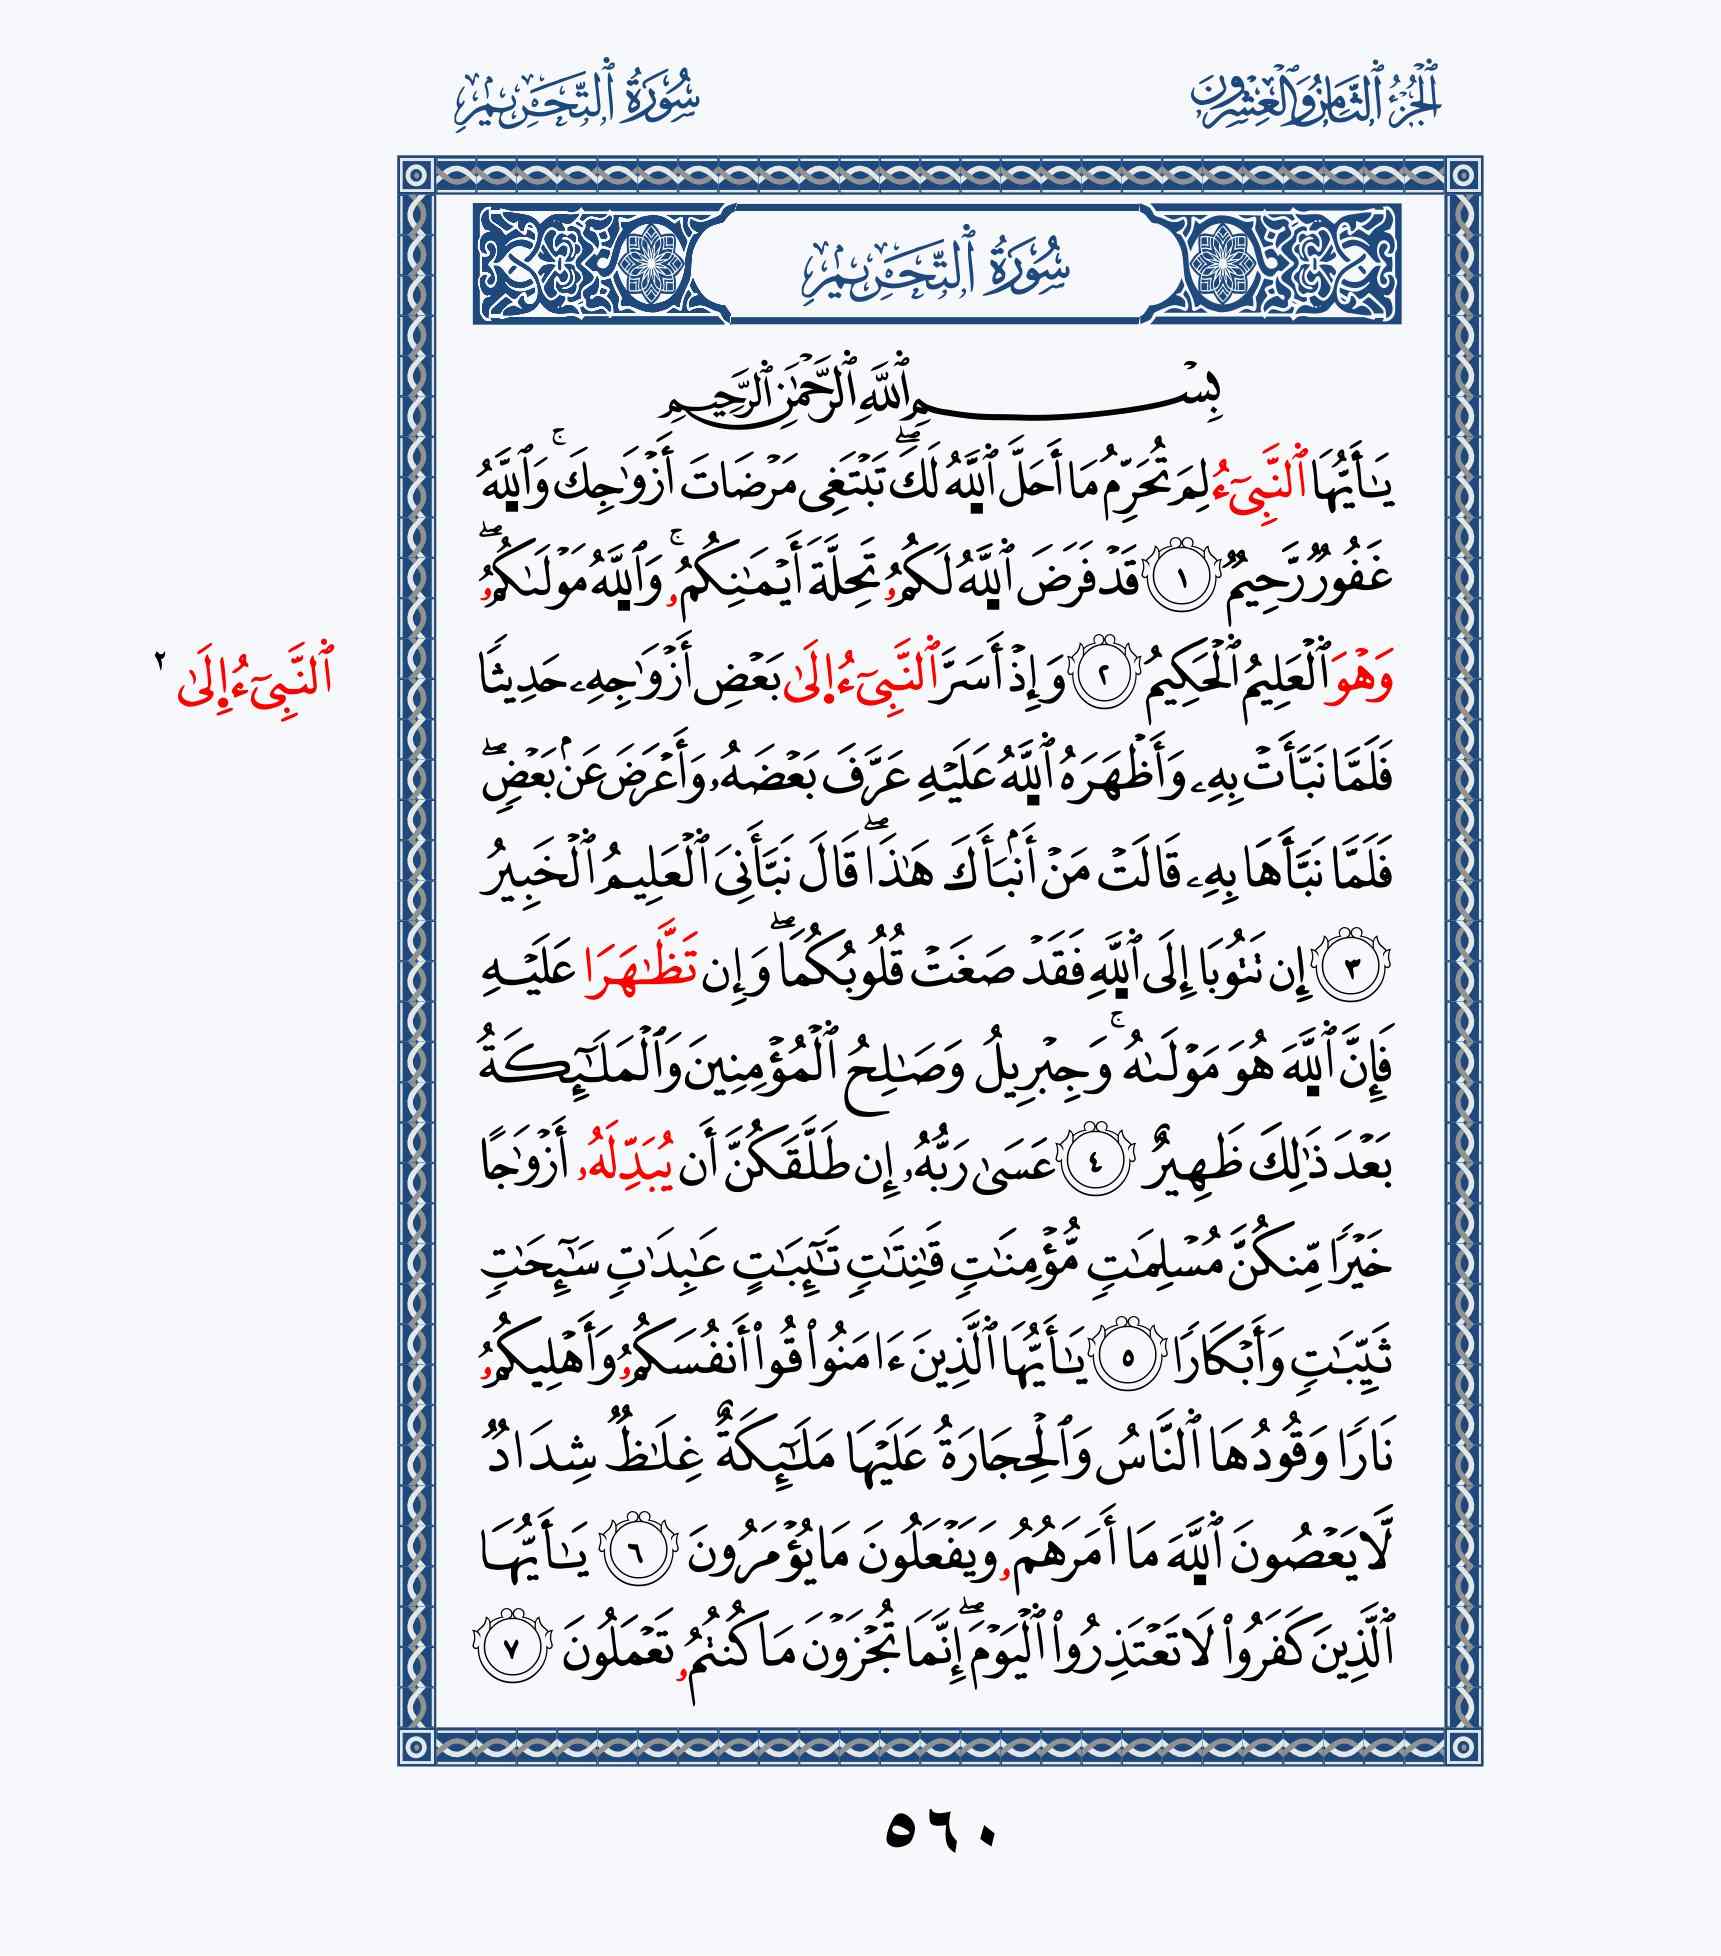 ٱلْجُزْءُ ٱلثَّامِنُ وَٱلْعِشْرُونَ
سُورَةُ ٱلتَّحْرِيمِ
سُورَةُ ٱلتَّحْرِيمِ
بِسْمِ ٱللَّهِ ٱلرَّحْمَٰنِ ٱلرَّحِيمِ
يَٰٓأَيُّهَا ٱلنَّبِيٓءُ لِمَ تُحَرِّمُ مَا أَحَلَّ ٱللَّهُ لَكَۖ تَبْتَغِى مَرْضَاتَ أَزْوَٰجِكَۚ وَٱللَّهُ
غَفُورٌ رَّحِيمٌ ١ قَدْ فَرَضَ ٱللَّهُ لَكُمُۥ تَحِلَّةَ أَيْمَٰنِكُمُۥۚ وَٱللَّهُ مَوْلَىٰكُمُۥۖ
وَهْوَ ٱلْعَلِيمُ ٱلْحَكِيمُ ٢ وَإِذْ أَسَرَّ ٱلنَّبِيٓءُ إِلَىٰ بَعْضِ أَزْوَٰجِهِۦ حَدِيثًا
ٱلنَّبِيٓءُ إِلَىٰ ٢
فَلَمَّا نَبَّأَتْ بِهِۦ وَأَظْهَرَهُ ٱللَّهُ عَلَيْهِ عَرَّفَ بَعْضَهُۥ وَأَعْرَضَ عَنۢ بَعْضٍۖ
فَلَمَّا نَبَّأَهَا بِهِۦ قَالَتْ مَنْ أَنۢبَأَكَ هَٰذَاۖ قَالَ نَبَّأَنِىَ ٱلْعَلِيمُ ٱلْخَبِيرُ
٣ إِن تَتُوبَا إِلَى ٱللَّهِ فَقَدْ صَغَتْ قُلُوبُكُمَاۖ وَإِن تَظَّٰهَرَا عَلَيْهِ
فَإِنَّ ٱللَّهَ هُوَ مَوْلَىٰهُۚ وَجِبْرِيلُ وَصَٰلِحُ ٱلْمُؤْمِنِينَ وَٱلْمَلَٰٓئِكَةُ
بَعْدَ ذَٰلِكَ ظَهِيرٌ ٤ عَسَىٰ رَبُّهُۥ إِن طَلَّقَكُنَّ أَن يُبَدِّلَهُۥ أَزْوَٰجًا
خَيْرًا مِّنكُنَّ مُسْلِمَٰتٍ مُّؤْمِنَٰتٍ قَٰنِتَٰتٍ تَٰٓئِبَٰتٍ عَٰبِدَٰتٍ سَٰٓئِحَٰتٍ
ثَيِّبَٰتٍ وَأَبْكَارًا ٥ يَٰأَيُّهَا ٱلَّذِينَ ءَامَنُواْ قُواْ أَنفُسَكُمُۥ وَأَهْلِيكُمُۥ
نَارًا وَقُودُهَا ٱلنَّاسُ وَٱلْحِجَارَةُ عَلَيْهَا مَلَٰٓئِكَةٌ غِلَٰظٌ شِدَادٌ
لَّا يَعْصُونَ ٱللَّهَ مَا أَمَرَهُمُۥ وَيَفْعَلُونَ مَا يُؤْمَرُونَ ٦ يَٰأَيُّهَا
ٱلَّذِينَ كَفَرُواْ لَا تَعْتَذِرُواْ ٱلْيَوْمَۖ إِنَّمَا تُجْزَوْنَ مَا كُنتُمُۥ تَعْمَلُونَ ٧
٥٦٠